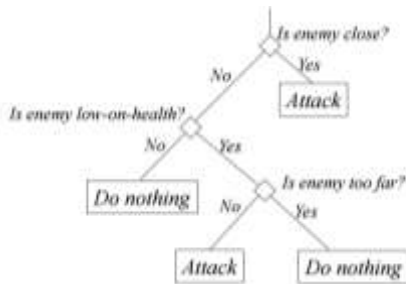 Is enemy close?
No
Yes
Attack
Is enemy low-on-health?
No
Yes
Do nothing
Is enemy too far?
No
Yes
Attack
Do nothing